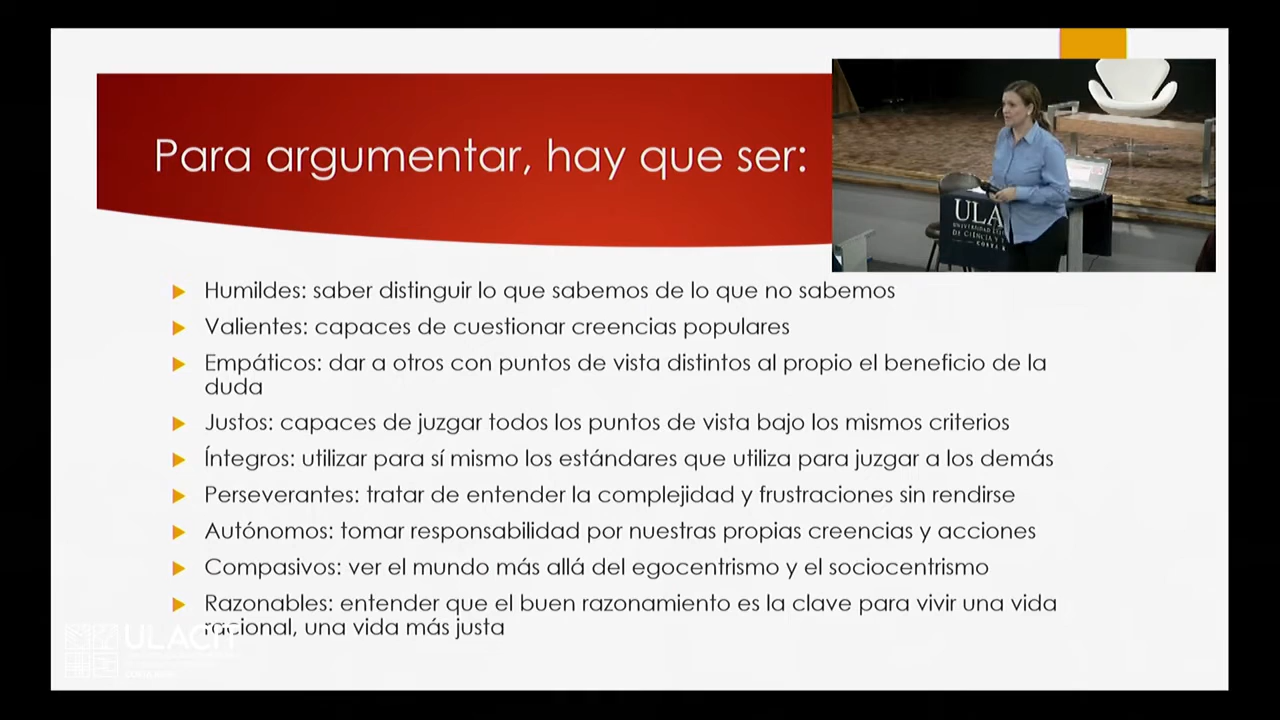 Para argumentar, hay que ser:
ULA
UNIVERSIDAD
DE CIENCIA Y
COSTA R
Humildes: saber distinguir lo que sabemos de lo que no sabemos
Valientes: capaces de cuestionar creencias populares
Empáticos: dar a otros con puntos de vista distintos al propio el beneficio de la
duda
Justos: capaces de juzgar todos los puntos de vista bajo los mismos criterios
Íntegros: utilizar para sí mismo los estándares que utiliza para juzgar a los demás
Perseverantes: tratar de entender la complejidad y frustraciones sin rendirse
Autónomos: tomar responsabilidad por nuestras propias creencias y acciones
Compasivos: ver el mundo más allá del egocentrismo y el sociocentrismo
Razonables: entender que el buen razonamiento es la clave para vivir una vida
racional, una vida más justa
ULACIT